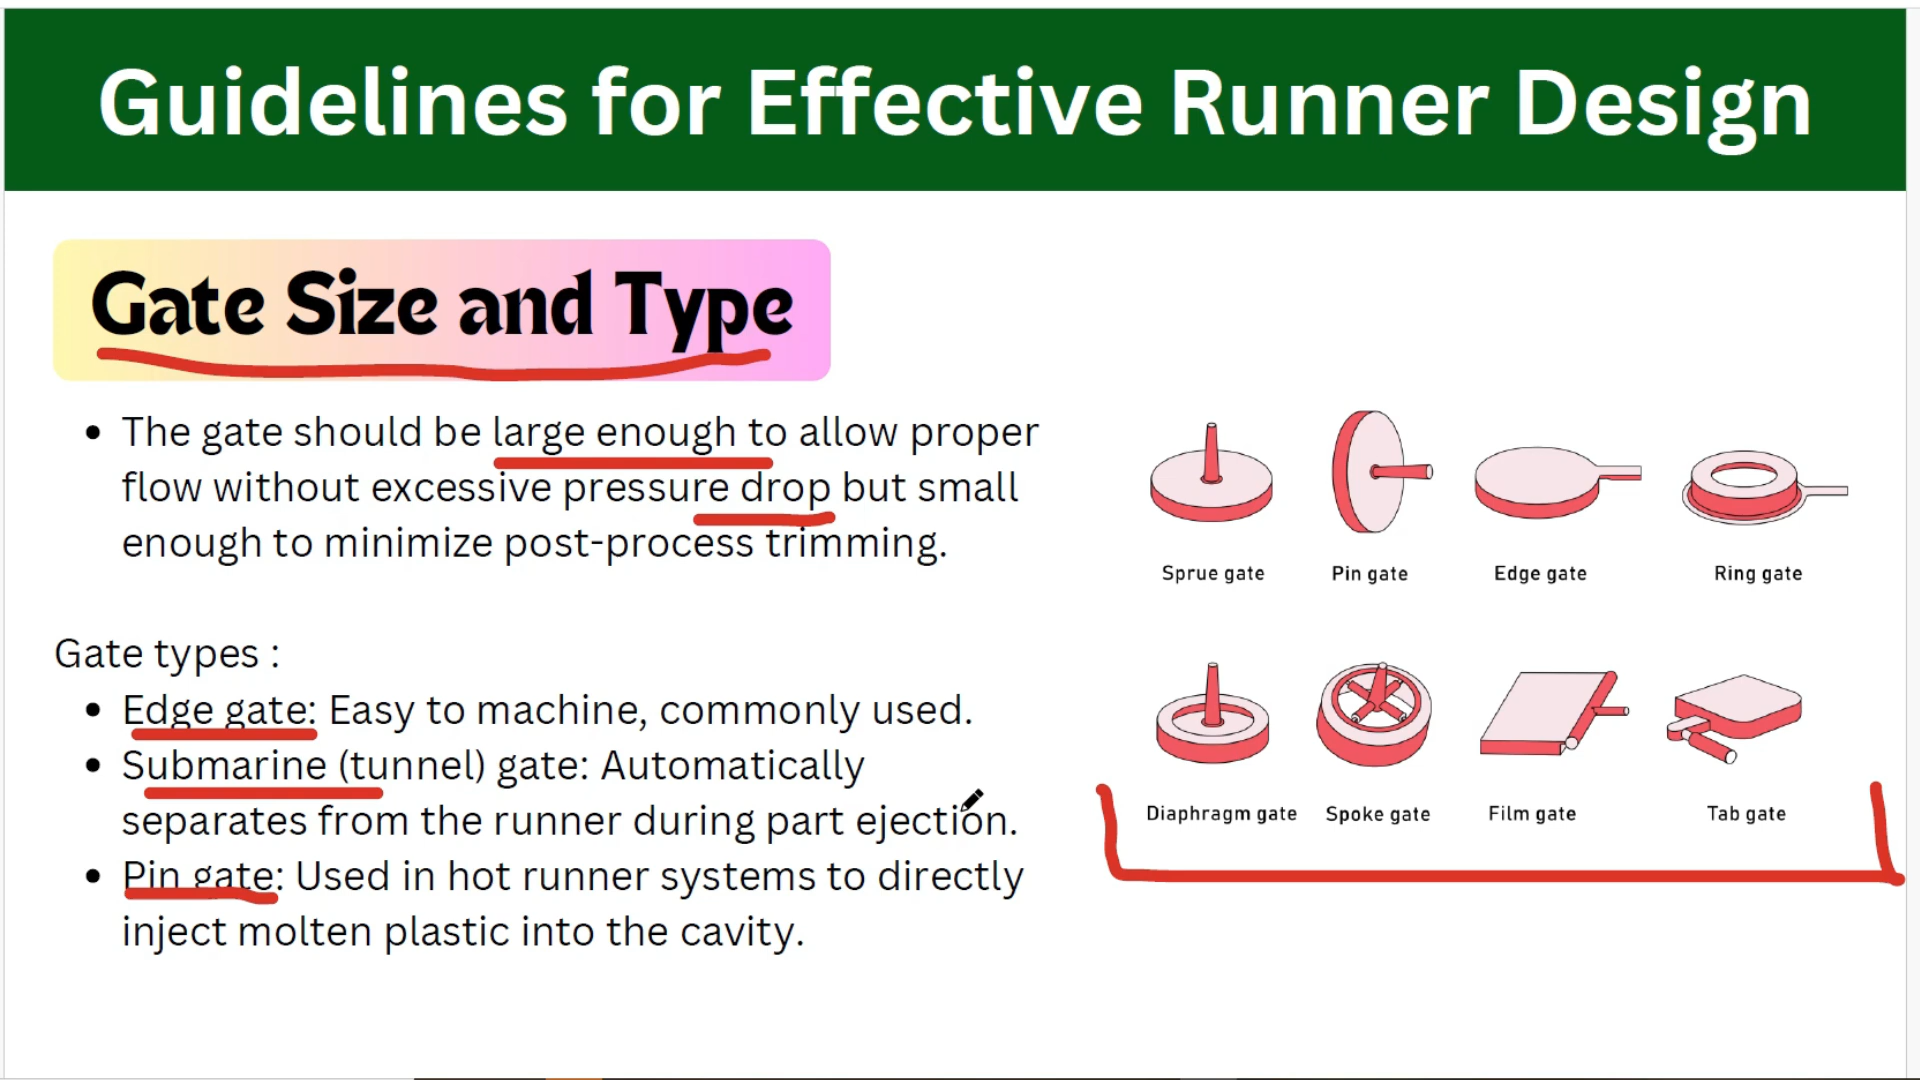 Guidelines for Effective Runner Design
Gate Size and Type
• The gate should be large enough to allow proper
flow without excessive pressure drop but small
enough to minimize post-process trimming.
Gate types :
• Edge gate: Easy to machine, commonly used.
• Submarine (tunnel) gate: Automatically
separates from the runner during part ejection.
• Pin gate: Used in hot runner systems to directly
inject molten plastic into the cavity.
Sprue gate
Pin gate
Edge gate
Ring gate
Diaphragm gate
Spoke gate
Film gate
Tab gate